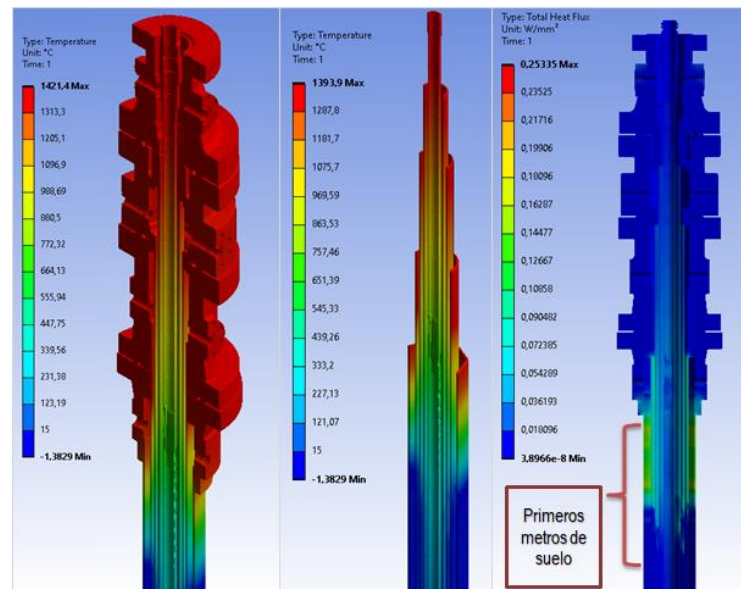 Type: Temperature
Unit: °C
Time: 1
1421,4 Max
1313,3
1205,1
1096,9
988,69
880,5
772,32
664,13
555,94
447,75
339,56
231,38
123,19
15
-1,3829 Min
Type: Temperature
Unit: °C
Time: 1
1393,9 Max
1287,8
1181,7
1075,7
969,59
863,53
757,46
651,39
545,33
439,26
333,2
227,13
121,07
15
-1,3829 Min
Type: Total Heat Flux
Unit: W/mm²
Time: 1
0,25335 Max
0,23525
0,21716
0,19906
0,18096
0,16287
0,14477
0,12667
0,10858
0,090482
0,072385
0,054289
0,036193
0,018096
3,8966e-8 Min
Primeros
metros de
suelo